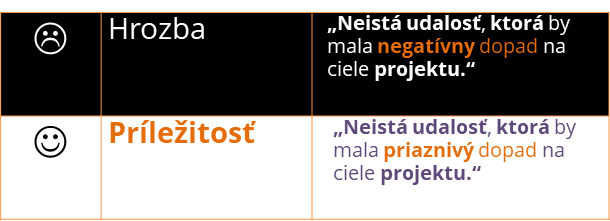 Hrozba
„Neistá udalosť, ktorá by
mala negatívny dopad na
ciele projektu.“
Príležitosť
„Neistá udalosť, ktorá by
mala priaznivý dopad na
ciele projektu.“